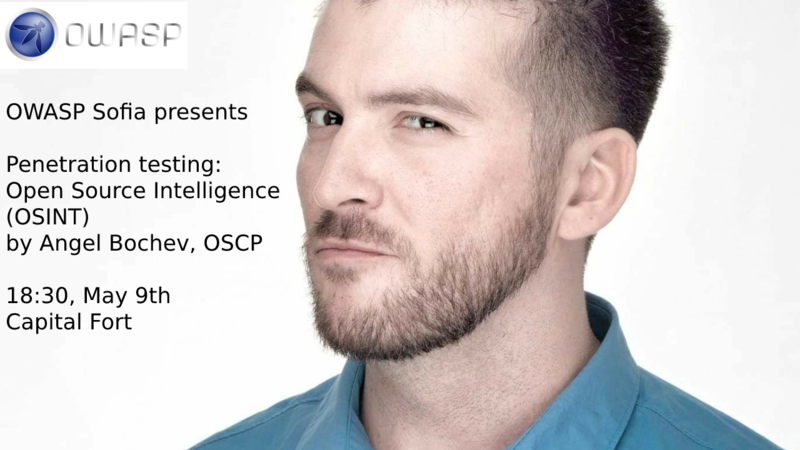 OWASP
OWASP Sofia presents
Penetration testing:
Open Source Intelligence
(OSINT)
by Angel Bochev, OSCP
18:30, May 9th
Capital Fort